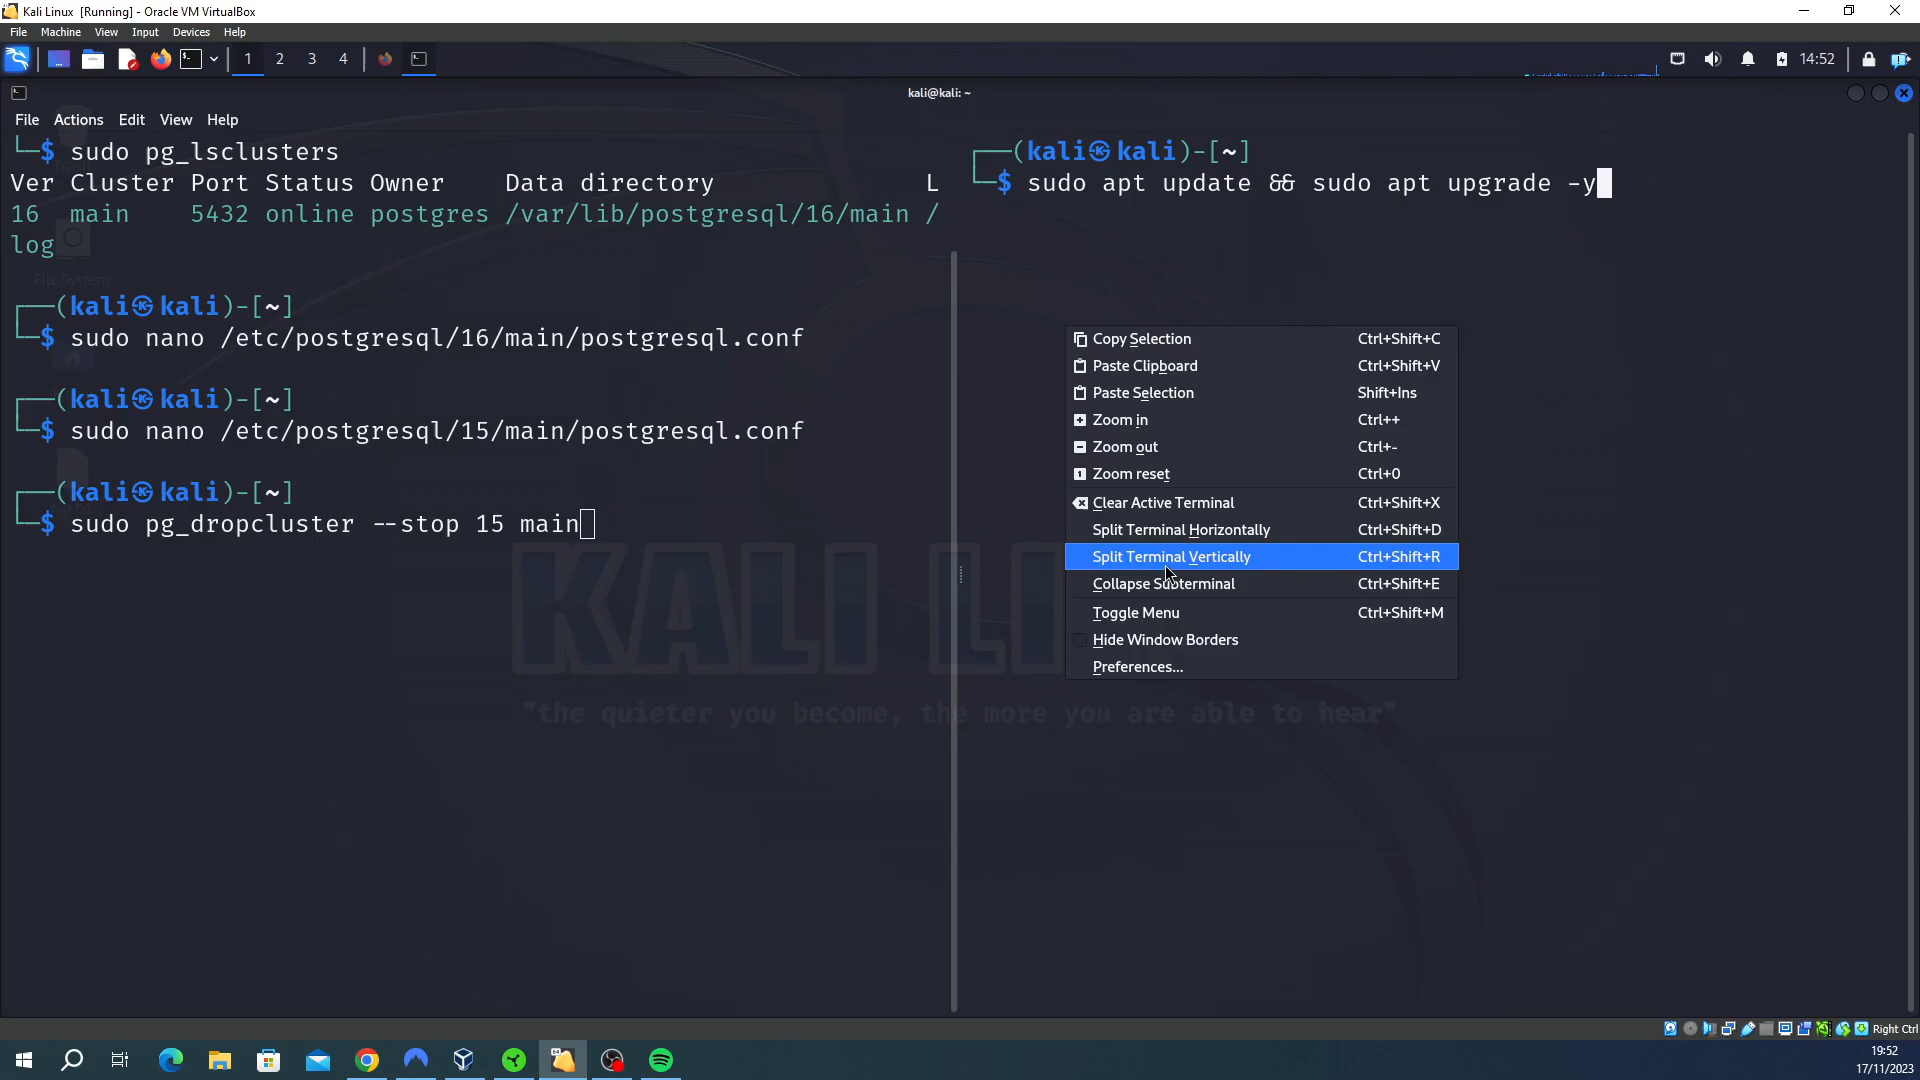 Kali Linux [Running] - Oracle VM VirtualBox
File Machine View Input Devices Help
1 2 3 4
14:52
kali@kali: ~
File Actions Edit View Help
└─$ sudo pg_lsclusters
Ver Cluster Port Status Owner Data directory L
16 main 5432 online postgres /var/lib/postgresql/16/main /
log
File System
┌──(kali㉿kali)-[~]
└─$ sudo nano /etc/postgresql/16/main/postgresql.conf
┌──(kali㉿kali)-[~]
└─$ sudo nano /etc/postgresql/15/main/postgresql.conf
┌──(kali㉿kali)-[~]
└─$ sudo pg_dropcluster --stop 15 main
┌──(kali㉿kali)-[~]
└─$ sudo apt update && sudo apt upgrade -y
Copy Selection Ctrl+Shift+C
Paste Clipboard Ctrl+Shift+V
Paste Selection Shift+Ins
Zoom in Ctrl++
Zoom out Ctrl+-
Zoom reset Ctrl+0
Clear Active Terminal Ctrl+Shift+X
Split Terminal Horizontally Ctrl+Shift+D
Split Terminal Vertically Ctrl+Shift+R
Collapse Subterminal Ctrl+Shift+E
Toggle Menu Ctrl+Shift+M
Hide Window Borders
Preferences...
KALI LI
"the quieter you become, the more you are able to hear"
Right Ctrl
19:52
17/11/2023